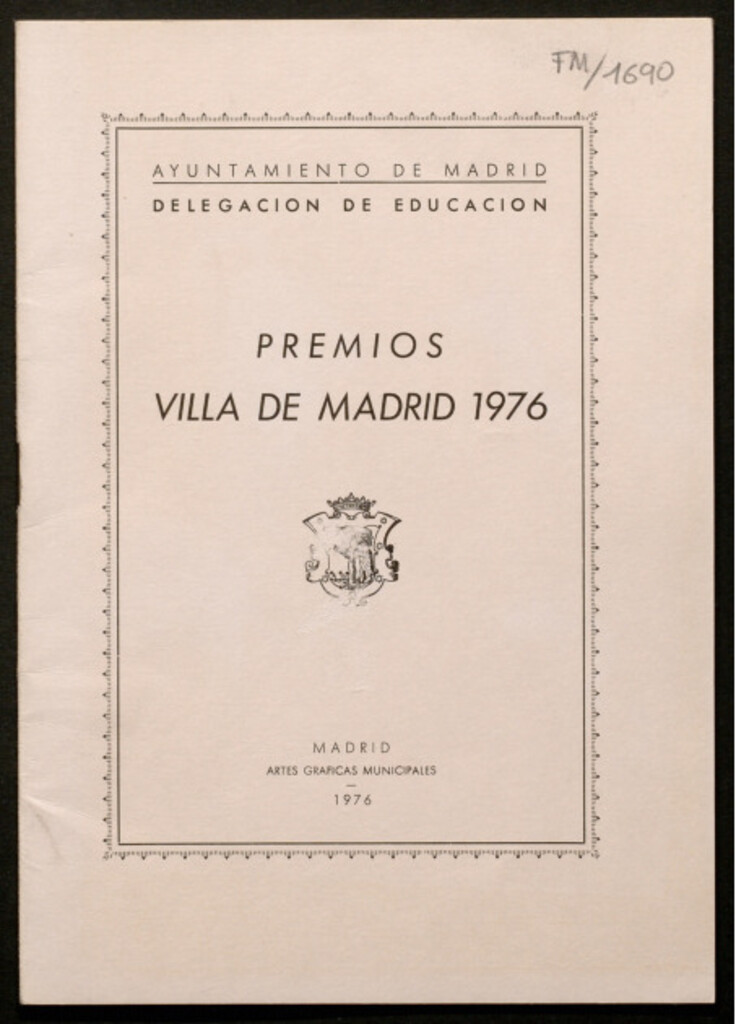 FM/1690
AYUNTAMIENTO DE MADRID
DELEGACION DE EDUCACION
PREMIOS
VILLA DE MADRID 1976
MADRID
ARTES GRAFICAS MUNICIPALES
—
1976